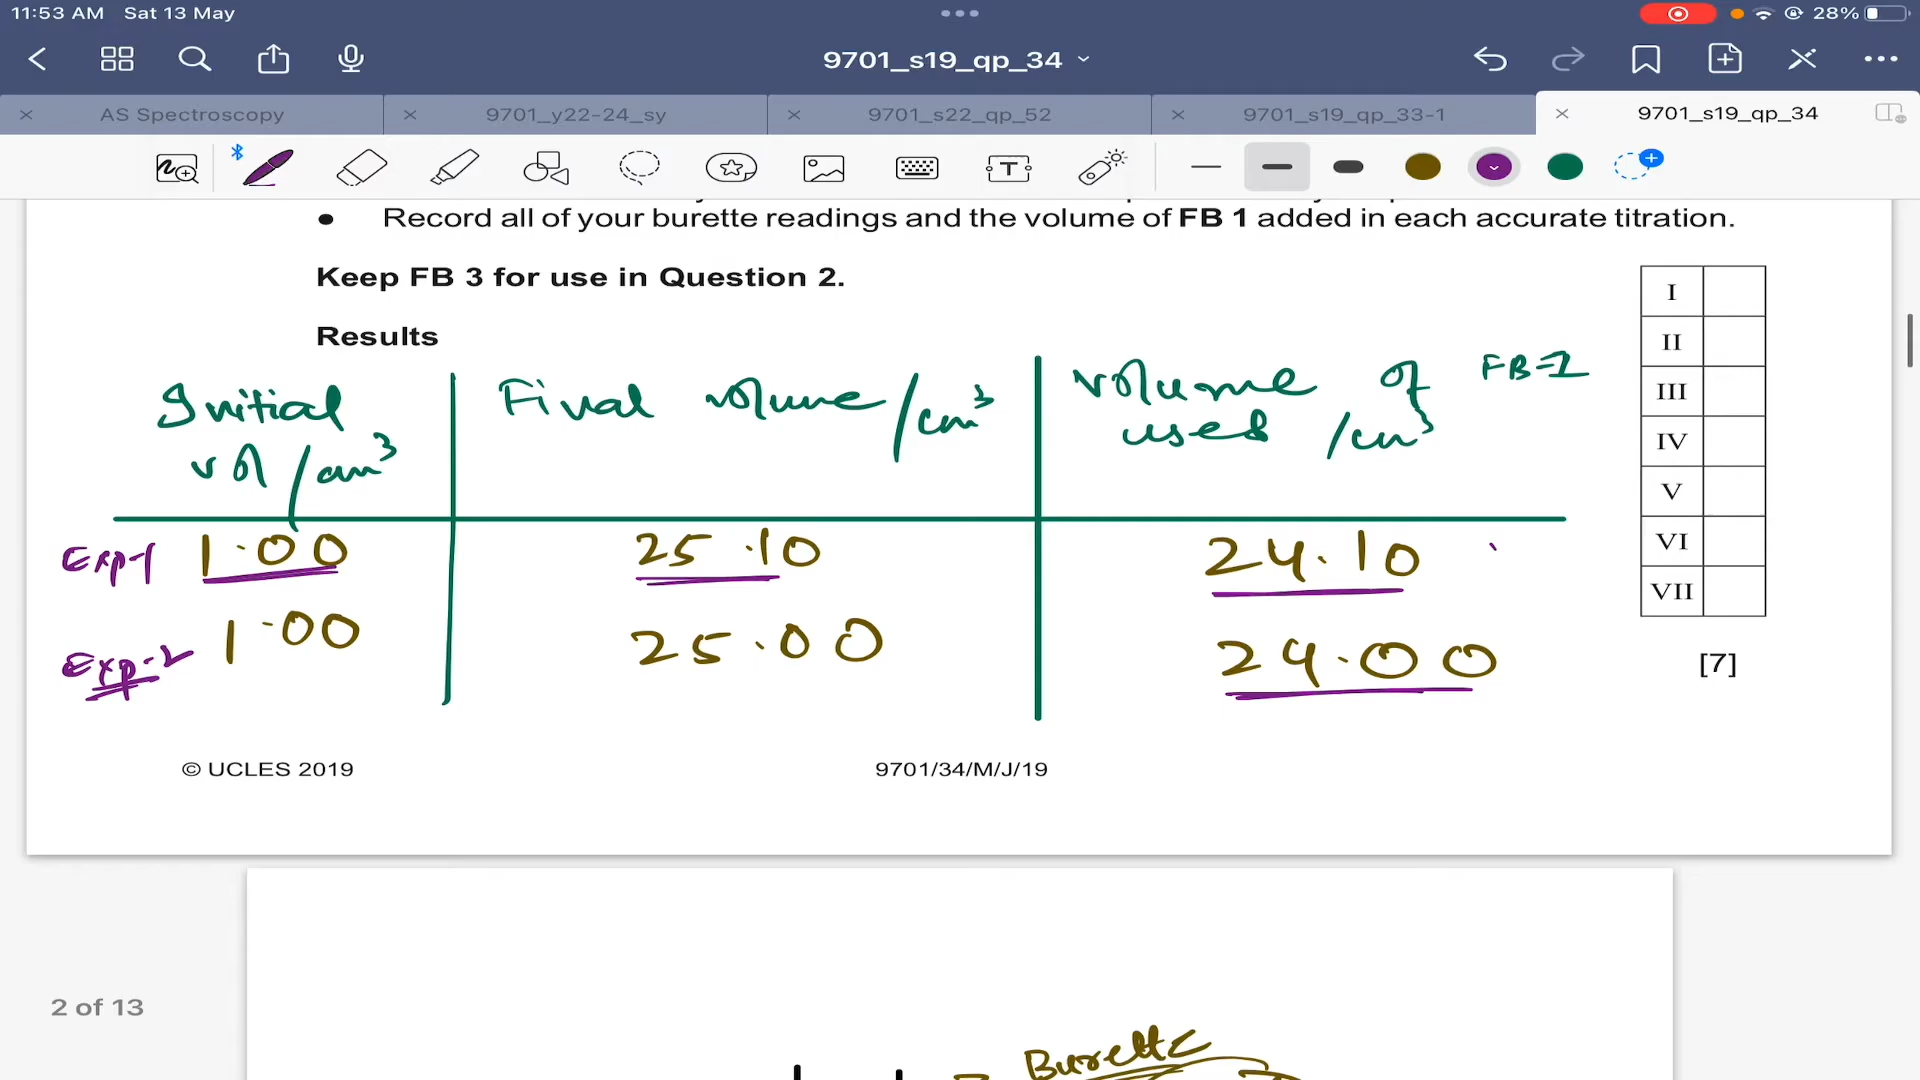 11:53 AM Sat 13 May
28%
9701_s19_qp_34
AS Spectroscopy
9701_y22-24_sy
9701_s22_qp_52
9701_s19_qp_33-1
9701_s19_qp_34
Record all of your burette readings and the volume of FB 1 added in each accurate titration.
Keep FB 3 for use in Question 2.
Results
Initial vol /cm³
Final volume /cm³
volume of FB-1 used /cm³
Exp-1 1.00 25.10 24.10
Exp-2 1.00 25.00 24.00
I
II
III
IV
V
VI
VII
[7]
© UCLES 2019
9701/34/M/J/19
2 of 13
Burette